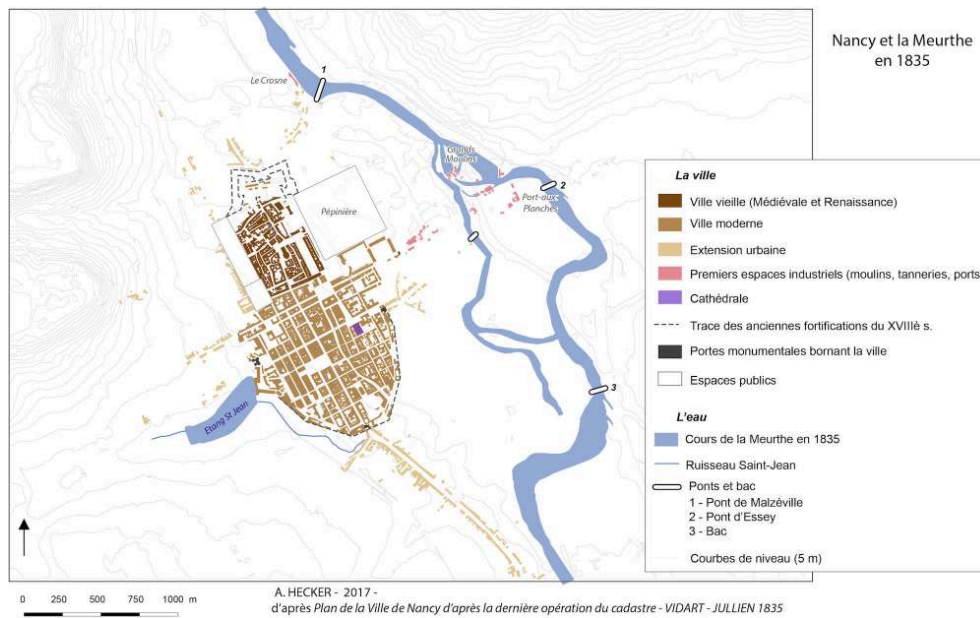 Nancy et la Meurthe
en 1835
1
Le Crosne
Grands
Moulins
2
Port-aux-
Planches
Pépinière
3
Etang St Jean
La ville
Ville vieille (Médiévale et Renaissance)
Ville moderne
Extension urbaine
Premiers espaces industriels (moulins, tanneries, ports
Cathédrale
Trace des anciennes fortifications du XVIIIè s.
Portes monumentales bornant la ville
Espaces publics
L'eau
Cours de la Meurthe en 1835
Ruisseau Saint-Jean
Ponts et bac
1 - Pont de Malzéville
2 - Pont d'Essey
3 - Bac
Courbes de niveau (5 m)
0 250 500 750 1000 m
A. HECKER - 2017 -
d'après Plan de la Ville de Nancy d'après la dernière opération du cadastre - VIDART - JULLIEN 1835